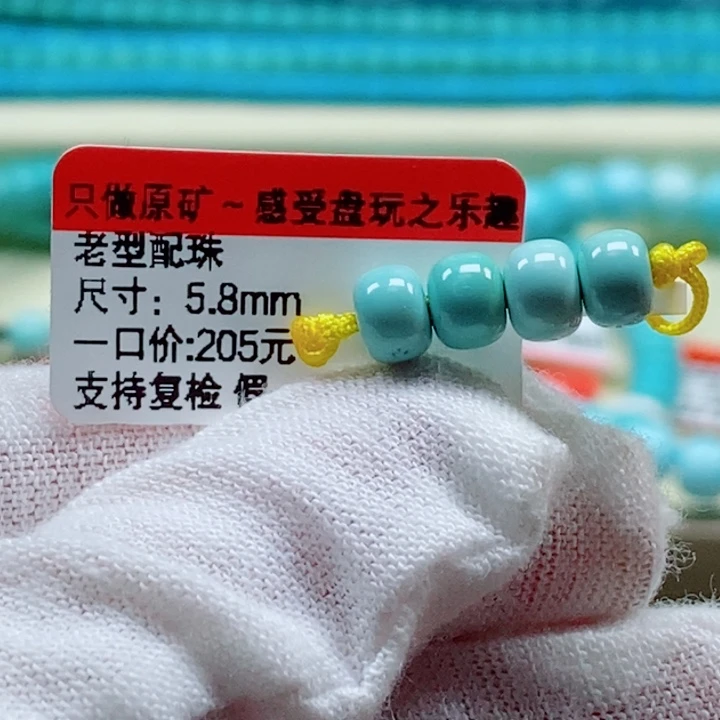 只做原矿~感受盘玩之乐趣
老型配珠
尺寸：5.8mm
一口价:205元
支持复检 假